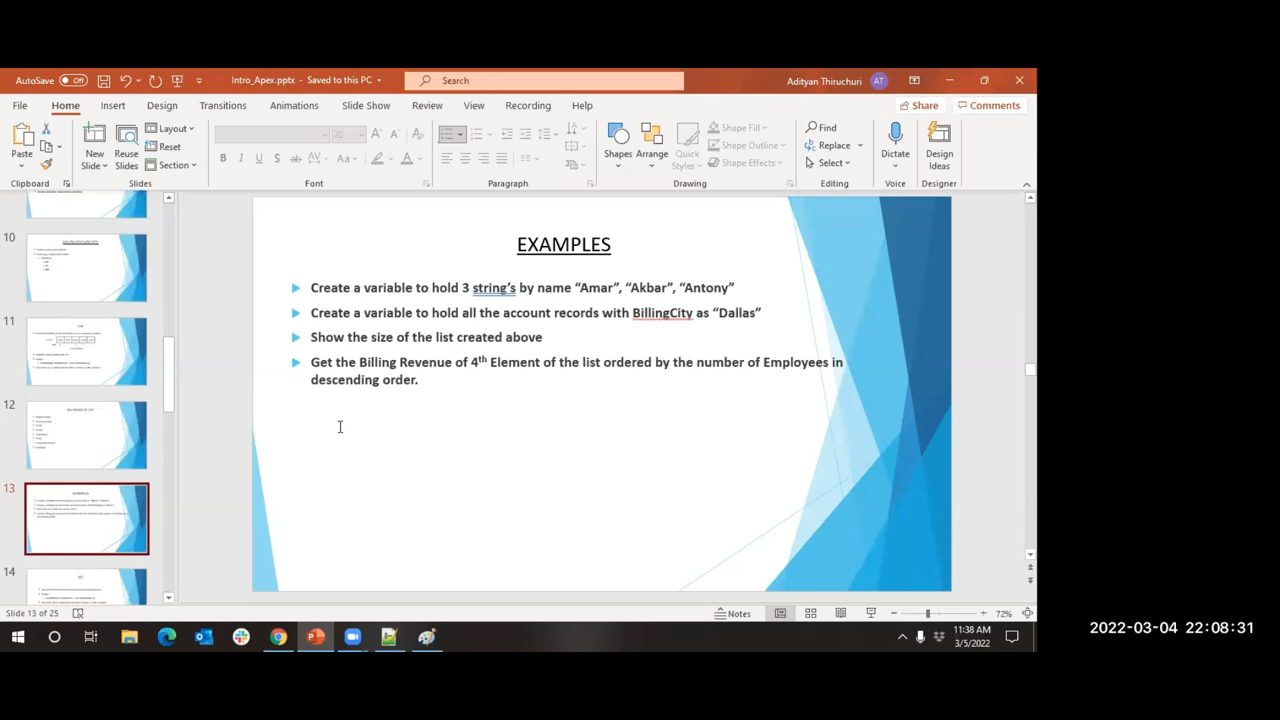 AutoSave Off Intro_Apex.pptx - Saved to this PC Search Adityan Thiruchuri AT
File Home Insert Design Transitions Animations Slide Show Review View Recording Help Share Comments
Paste New Slide Reuse Slides Layout Reset Section
Shapes Arrange Quick Styles Shape Fill Shape Outline Shape Effects Find Replace Select Dictate Design Ideas
Clipboard Slides Font Paragraph Drawing Editing Voice Designer
10
11
12
13
14
EXAMPLES
Create a variable to hold 3 string’s by name “Amar”, “Akbar”, “Antony”
Create a variable to hold all the account records with BillingCity as “Dallas”
Show the size of the list created above
Get the Billing Revenue of 4th Element of the list ordered by the number of Employees in
descending order.
Slide 13 of 25 Notes 72%
11:38 AM
3/5/2022
2022-03-04 22:08:31